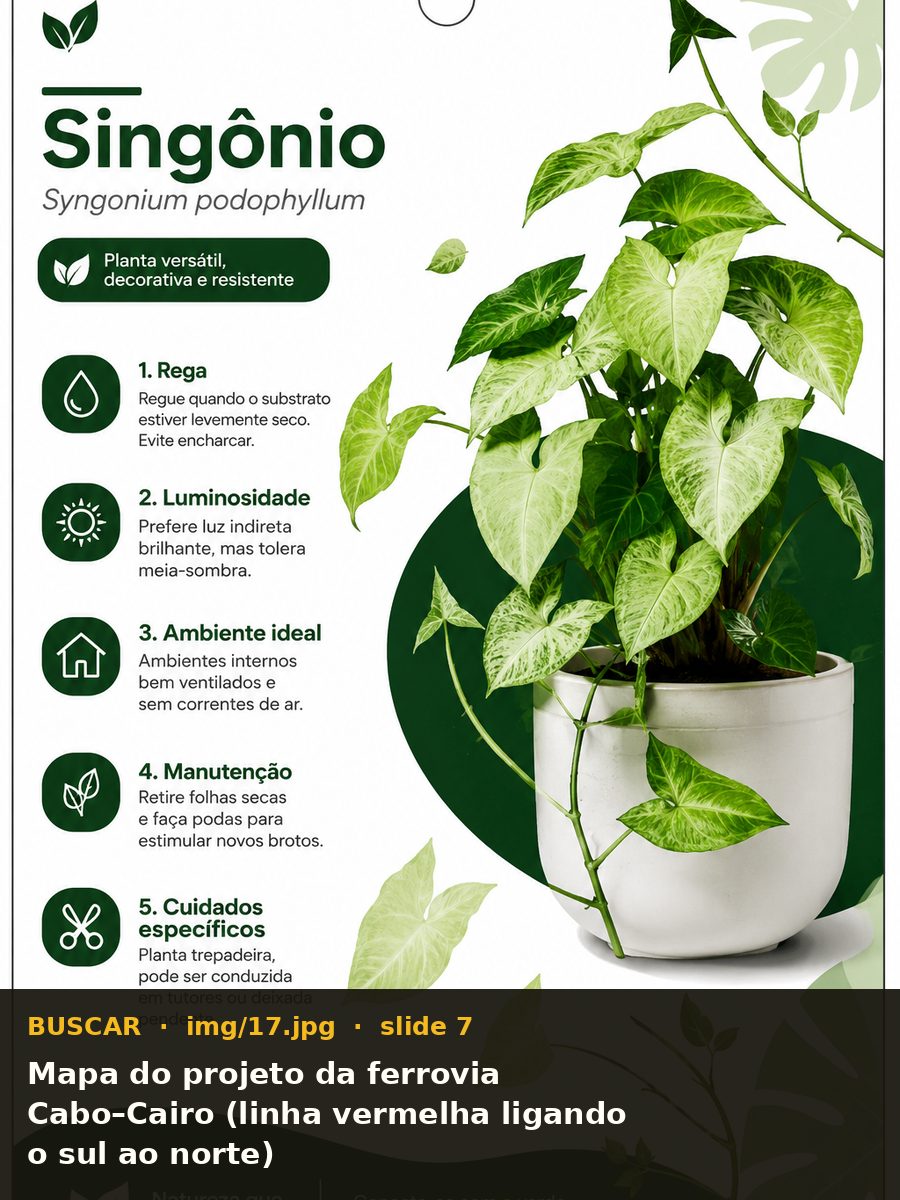 Singônio
Syngonium podophyllum
Planta versátil,
decorativa e resistente
1. Rega
Regue quando o substrato
estiver levemente seco.
Evite encharcar.
2. Luminosidade
Prefere luz indireta
brilhante, mas tolera
meia-sombra.
3. Ambiente ideal
Ambientes internos
bem ventilados e
sem correntes de ar.
4. Manutenção
Retire folhas secas
e faça podas para
estimular novos brotos.
5. Cuidados
específicos
Planta trepadeira,
pode ser conduzida
em tutores ou deixada
BUSCAR · img/17.jpg · slide 7
Mapa do projeto da ferrovia
Cabo–Cairo (linha vermelha ligando
o sul ao norte)